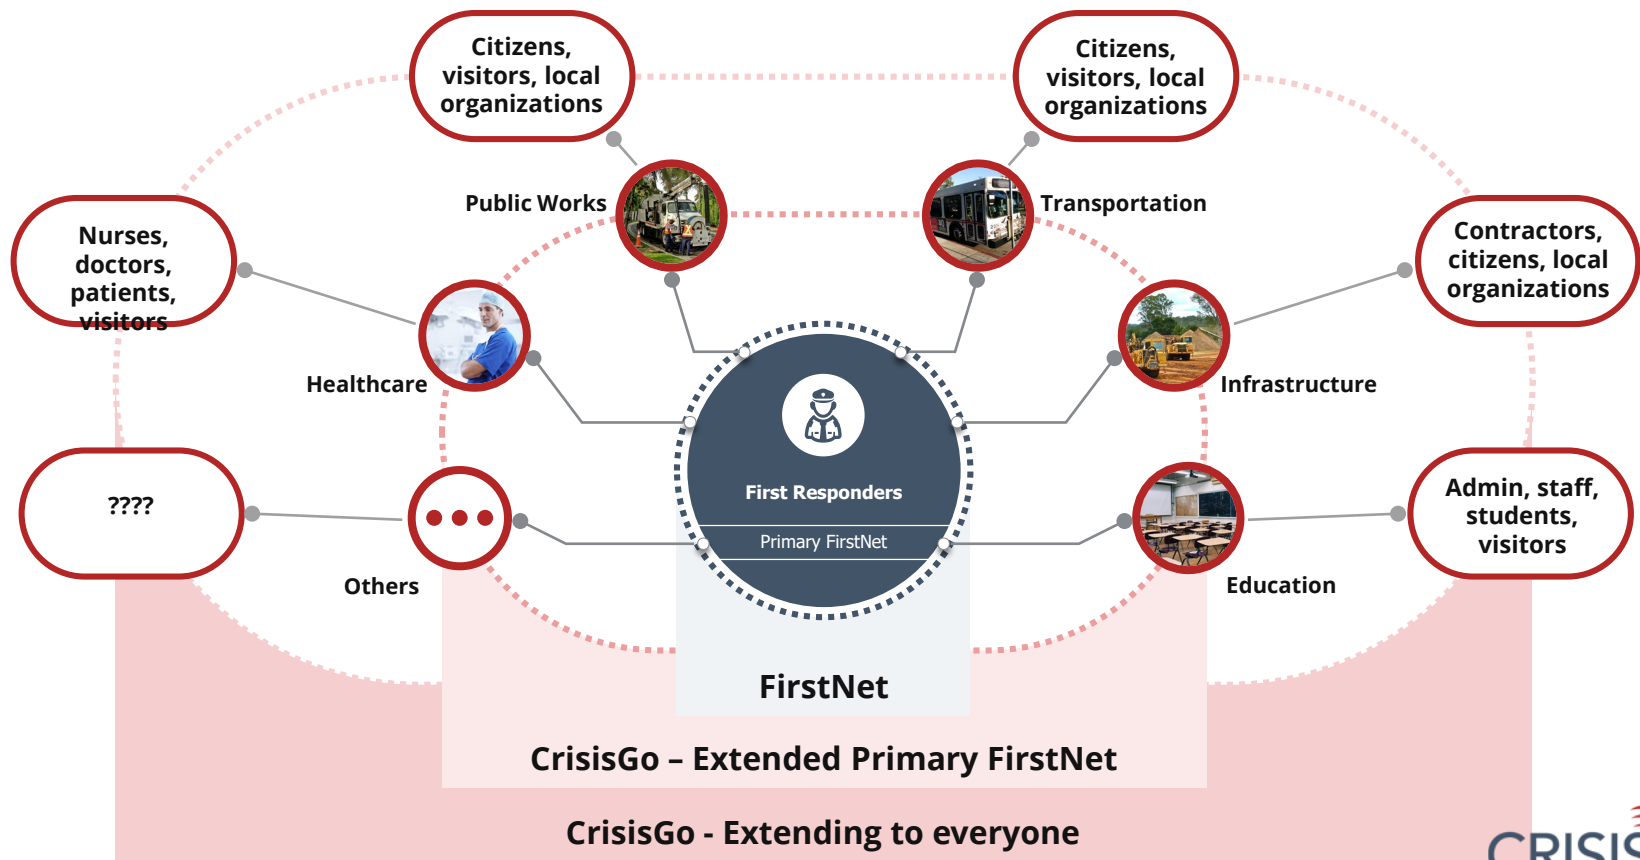 Citizens,
visitors, local
organizations
Citizens,
visitors, local
organizations
Public Works
Transportation
Nurses,
doctors,
patients,
visitors
Contractors,
citizens, local
organizations
Healthcare
Infrastructure
????
First Responders
Primary FirstNet
Admin, staff,
students,
visitors
Others
Education
FirstNet
CrisisGo – Extended Primary FirstNet
CrisisGo - Extending to everyone
CRISIS